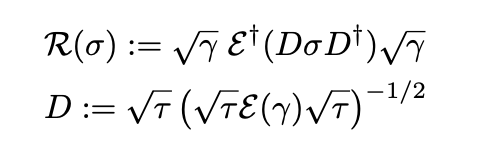 ℛ(σ) := √γ ℰ†(DσD†)√γ
D := √τ (√τℰ(γ)√τ)^{-1/2}